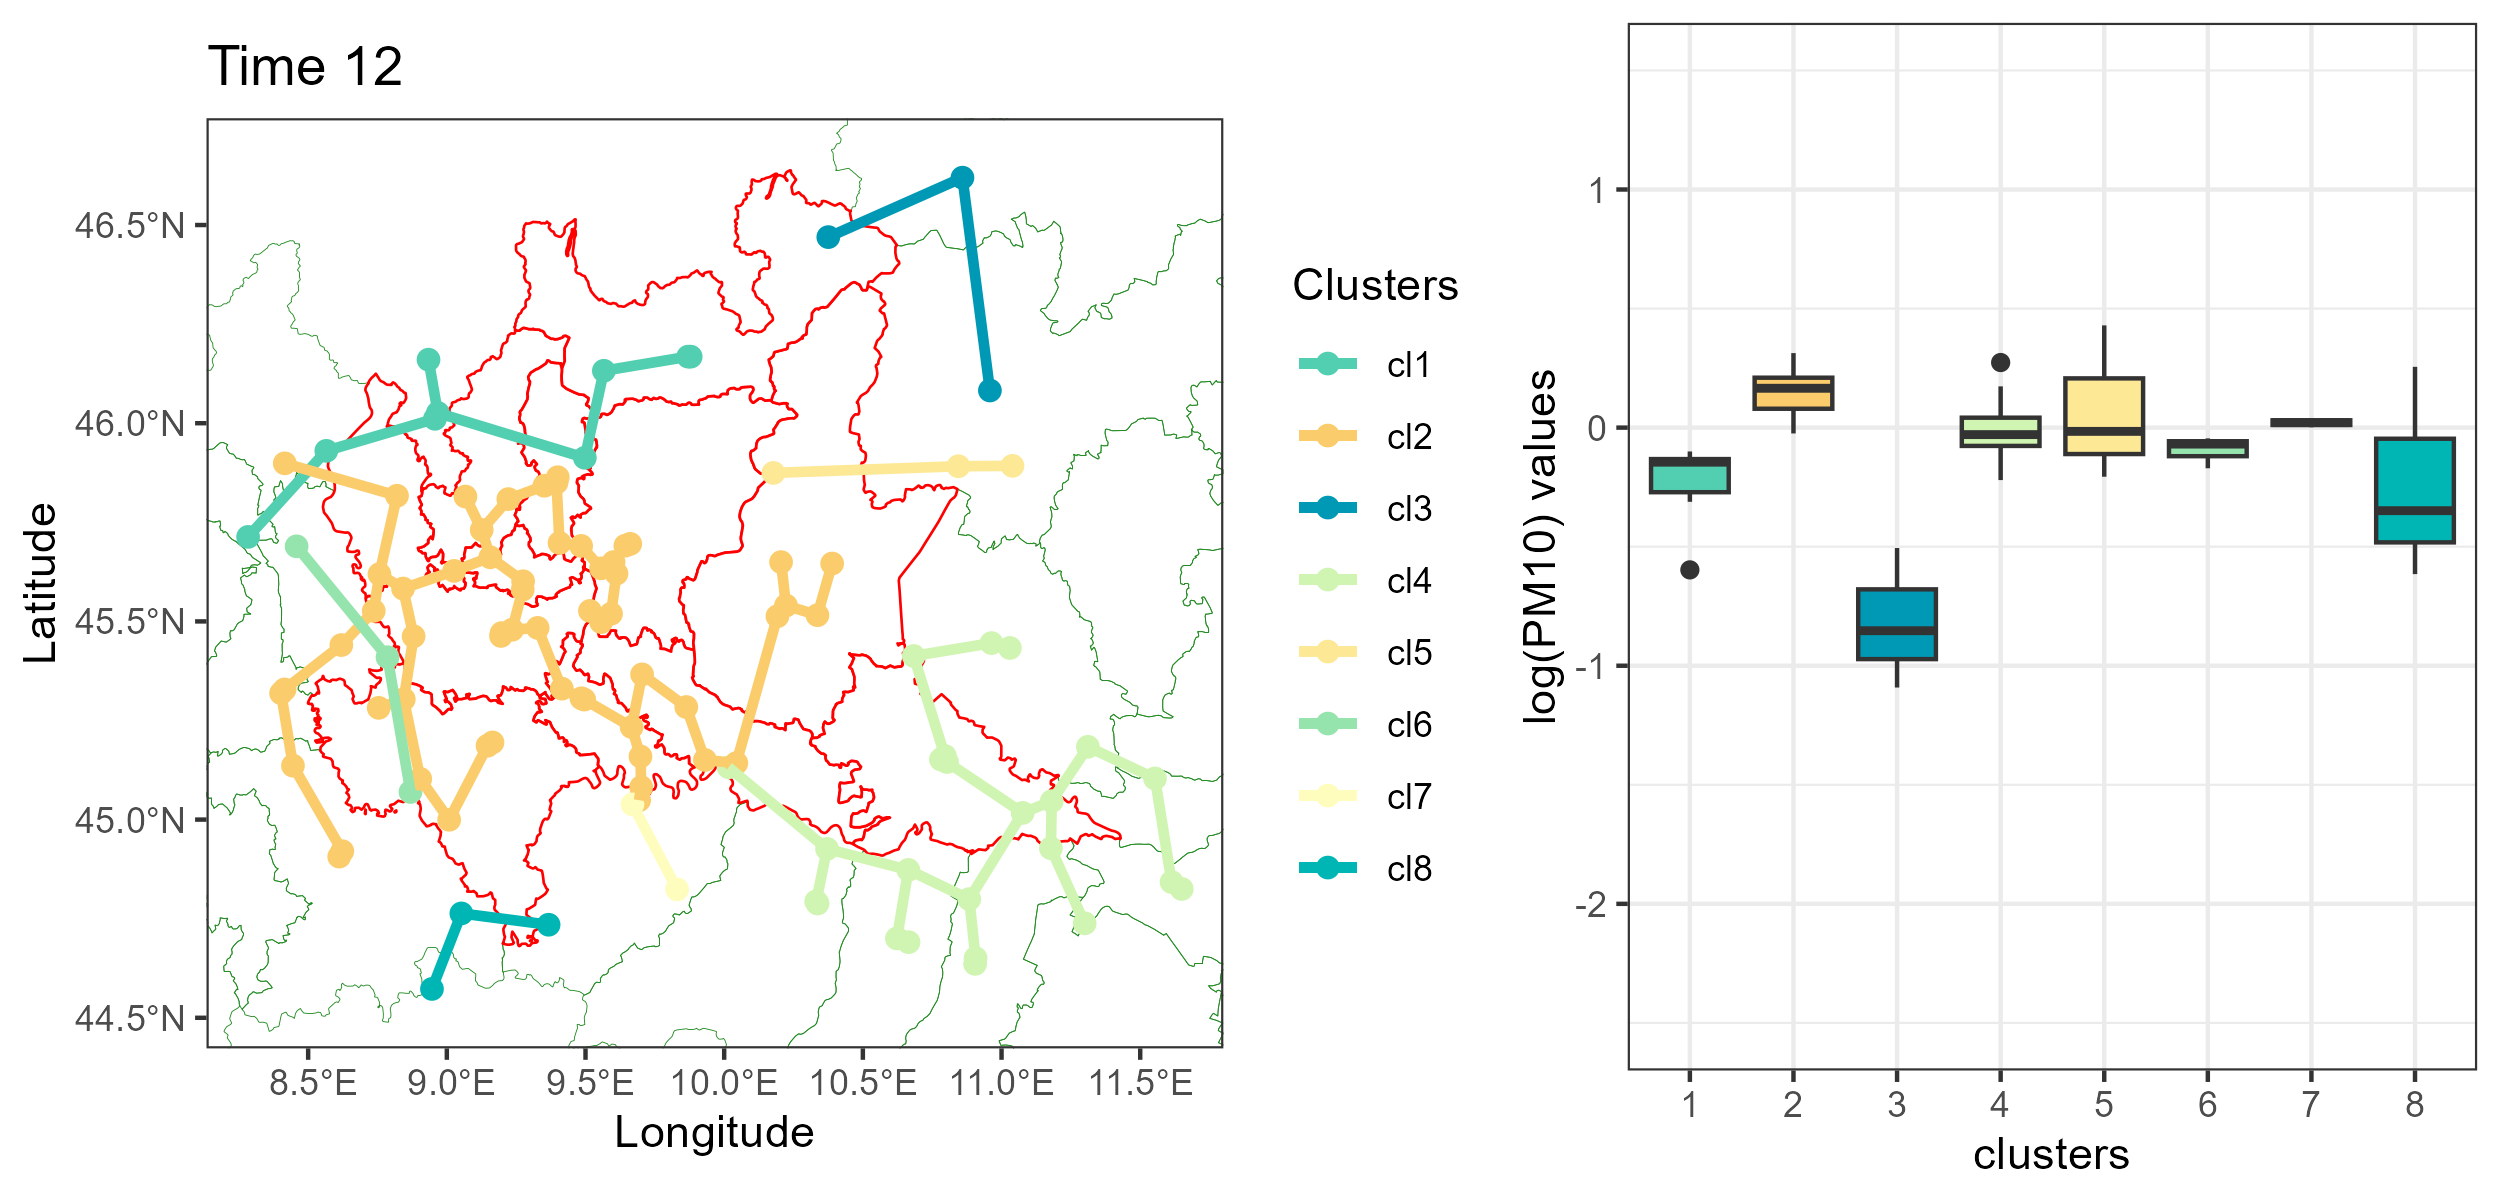 Time 12
46.5°N
46.0°N
45.5°N
45.0°N
44.5°N
Latitude
8.5°E 9.0°E 9.5°E 10.0°E 10.5°E 11.0°E 11.5°E
Longitude
Clusters
cl1
cl2
cl3
cl4
cl5
cl6
cl7
cl8
log(PM10) values
1
0
-1
-2
1 2 3 4 5 6 7 8
clusters